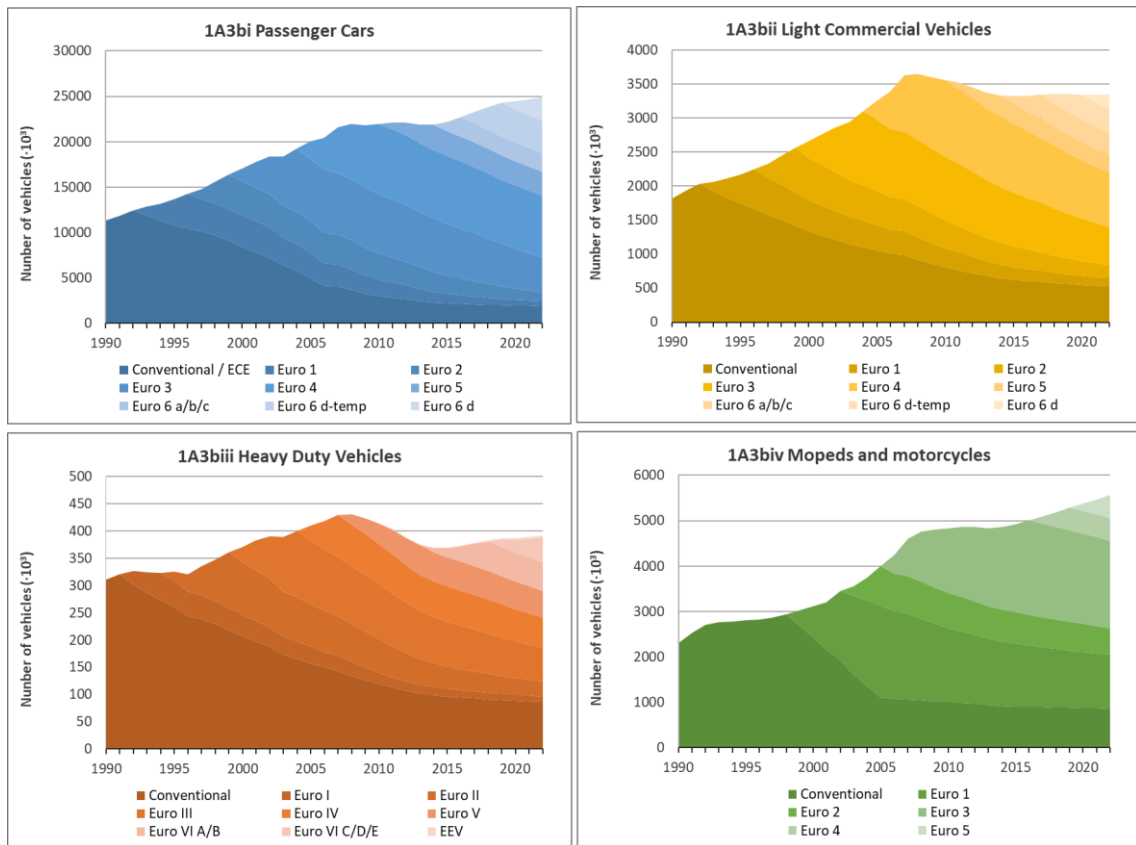 1A3bi Passenger Cars
Nunber of vehicles (·10³)
30000
25000
20000
15000
10000
5000
0
1990 1995 2000 2005 2010 2015 2020
Conventional / ECE Euro 1 Euro 2
Euro 3 Euro 4 Euro 5
Euro 6 a/b/c Euro 6 d-temp Euro 6 d
1A3bii Light Commercial Vehicles
Nunber of vehicles (·10³)
4000
3500
3000
2500
2000
1500
1000
500
0
1990 1995 2000 2005 2010 2015 2020
Conventional Euro 1 Euro 2
Euro 3 Euro 4 Euro 5
Euro 6 a/b/c Euro 6 d-temp Euro 6 d
1A3biii Heavy Duty Vehicles
Nunber of vehicles (·10³)
500
450
400
350
300
250
200
150
100
50
0
1990 1995 2000 2005 2010 2015 2020
Conventional Euro I Euro II
Euro III Euro IV Euro V
Euro VI A/B Euro VI C/D/E EEV
1A3biv Mopeds and motorcycles
Nunber of vehicles (·10³)
6000
5000
4000
3000
2000
1000
0
1990 1995 2000 2005 2010 2015 2020
Conventional Euro 1
Euro 2 Euro 3
Euro 4 Euro 5